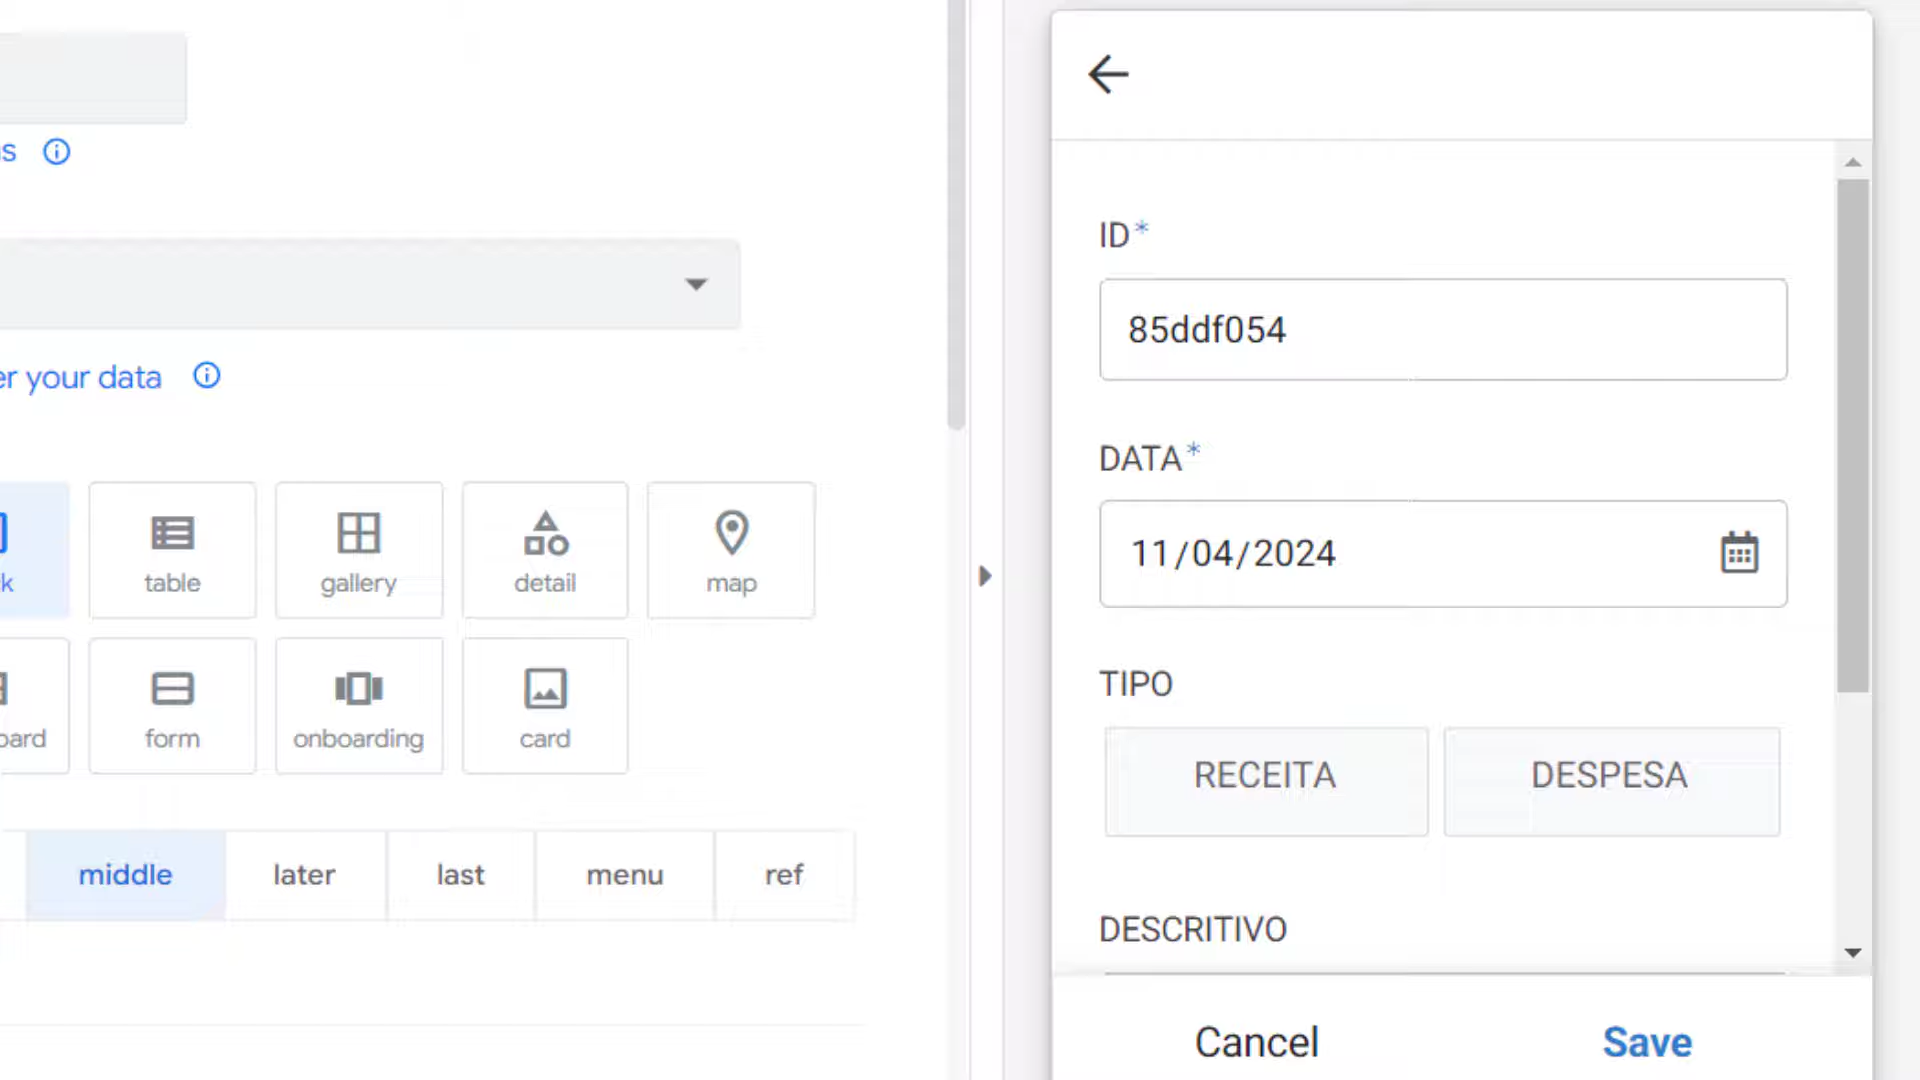 s
er your data
k
table
gallery
detail
map
oard
form
onboarding
card
middle
later
last
menu
ref
ID*
85ddf054
DATA*
11/04/2024
TIPO
RECEITA
DESPESA
DESCRITIVO
Cancel
Save